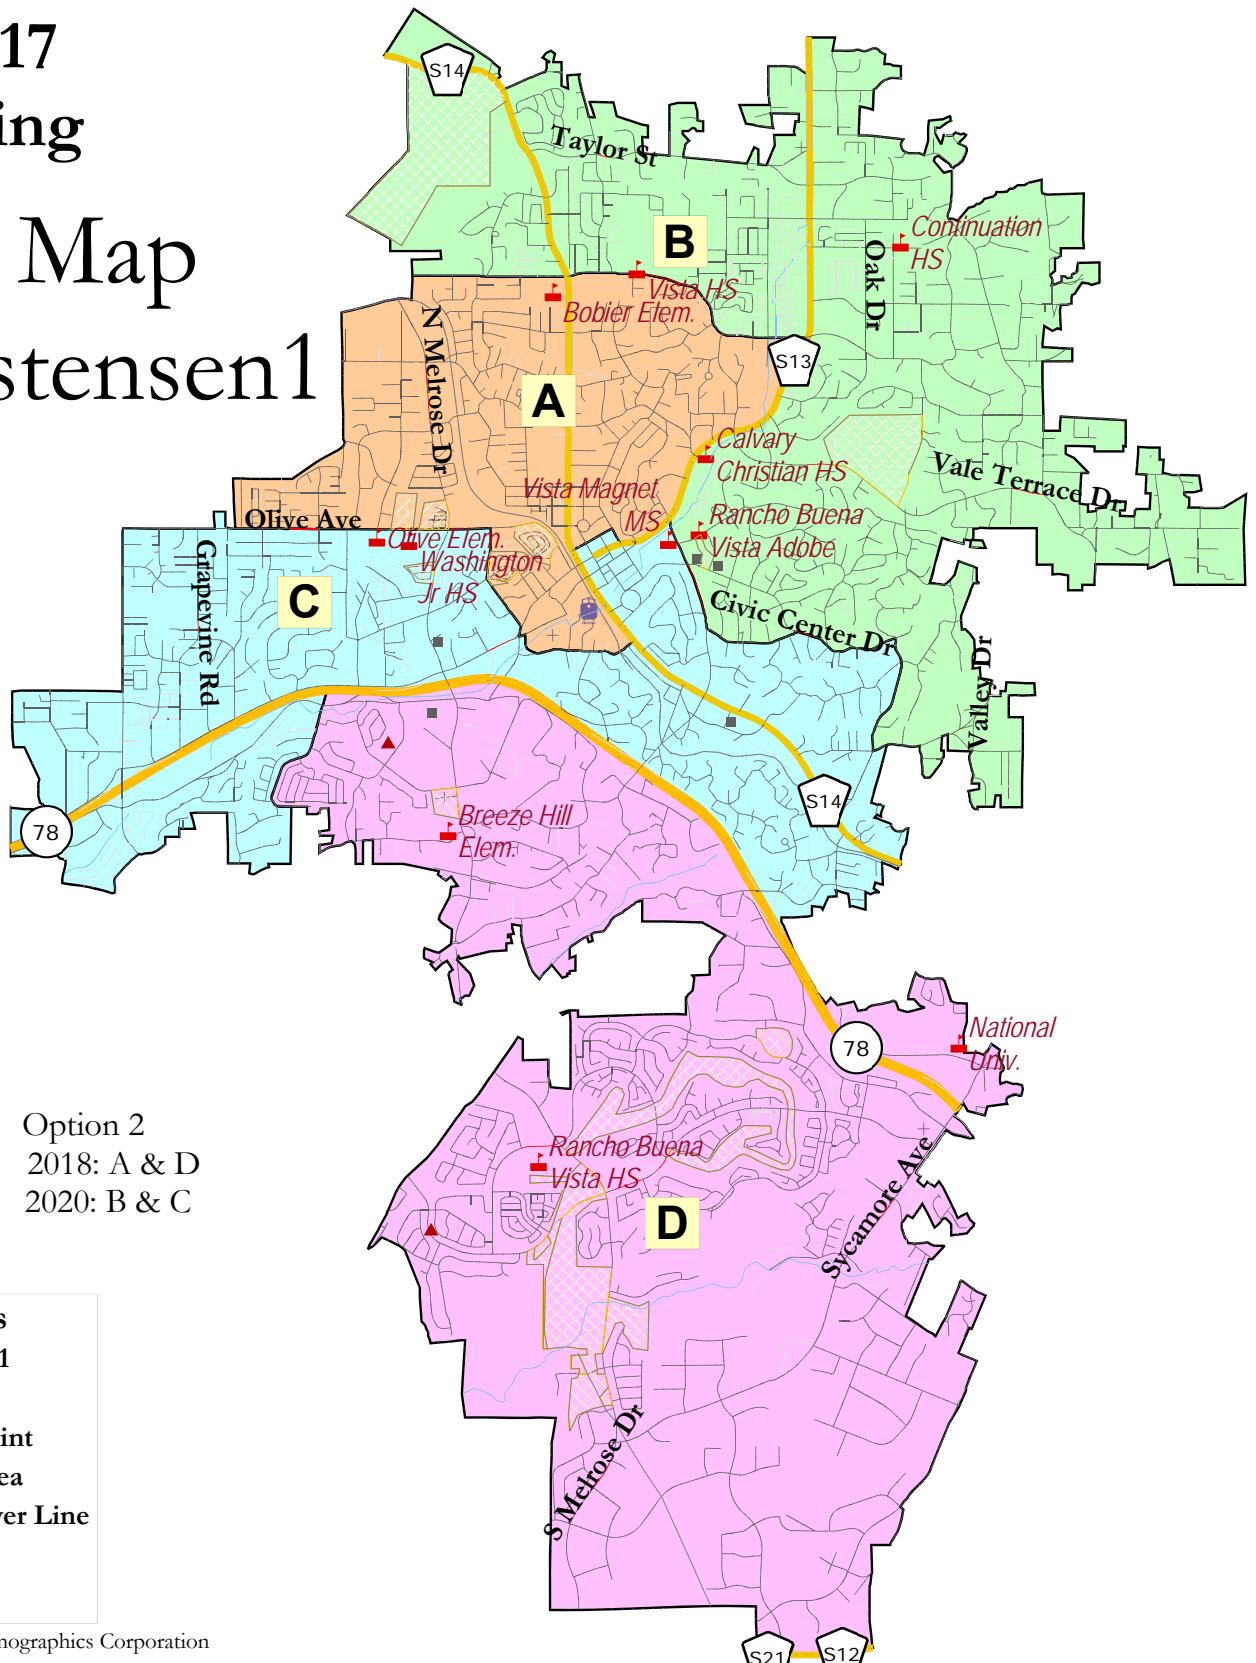 17
ing
Map
stensen1
S14
Taylor St
B
Continuation
HS
Oak Dr
Vista HS
Bobier Elem.
N Melrose Dr
S13
A
Calvary
Christian HS
Vale Terrace Dr
Vista Magnet
MS
Rancho Buena
Vista Adobe
Olive Ave
Olive Elem.
Washington
Jr HS
Grapevine Rd
C
Civic Center Dr
Valley Dr
S14
78
Breeze Hill
Elem.
National
Univ.
78
Option 2
2018: A & D
2020: B & C
Rancho Buena
Vista HS
Sycamore Ave
D
s
1
int
ea
ver Line
S Melrose Dr
mographics Corporation
S21
S12